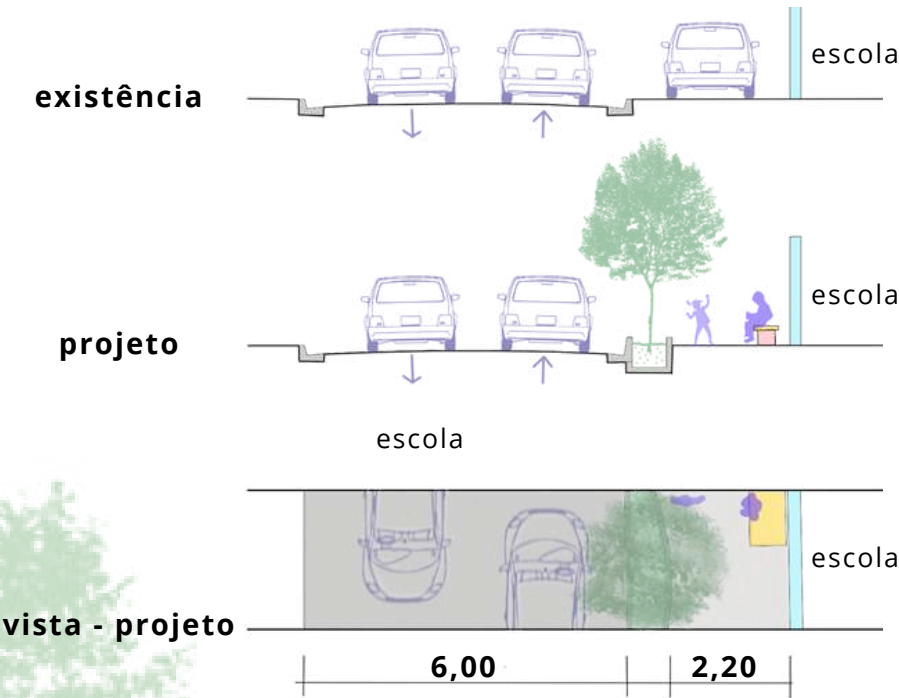 escola
existência
escola
projeto
escola
escola
vista - projeto
6,00
2,20